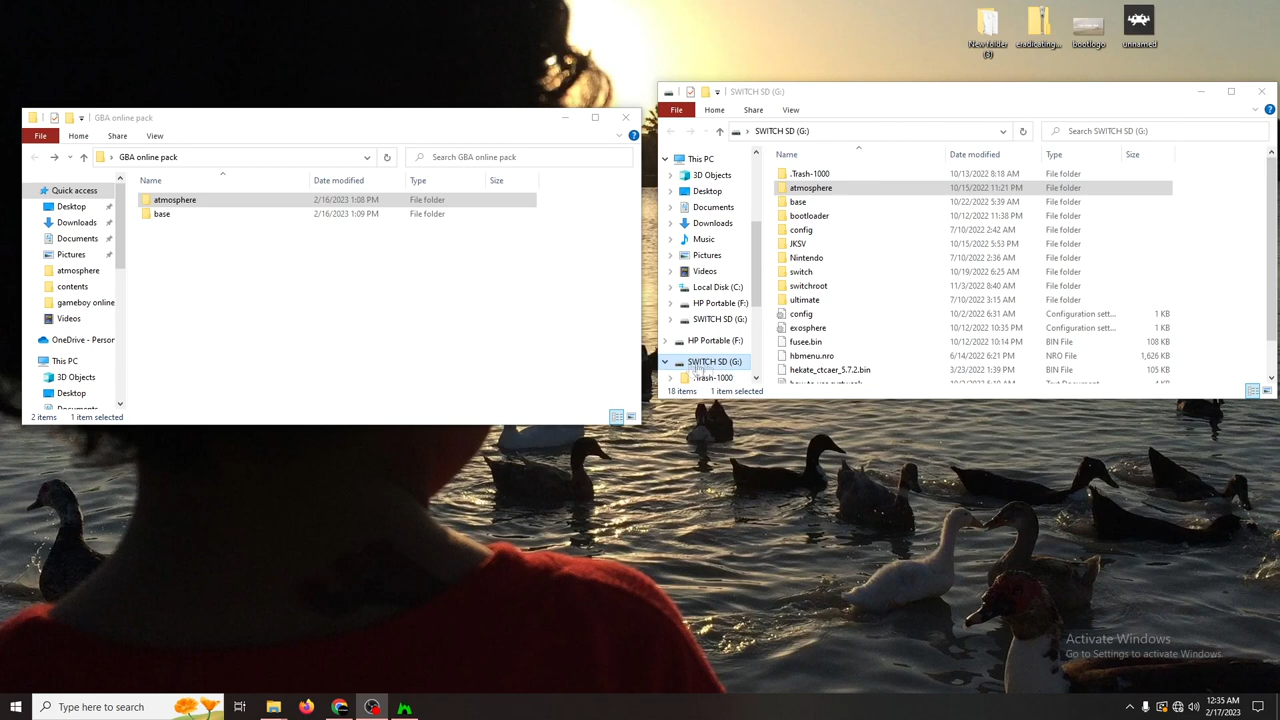 New folder (3)
eradicating...
bootlogo
unnamed
GBA online pack
File
Home
Share
View
GBA online pack
Search GBA online pack
Name
Date modified
Type
Size
Quick access
Desktop
Downloads
Documents
Pictures
atmosphere
contents
gameboy online
Videos
OneDrive - Person
This PC
3D Objects
Desktop
atmosphere 2/16/2023 1:08 PM File folder
base 2/16/2023 1:09 PM File folder
2 items 1 item selected
SWITCH SD (G:)
File
Home
Share
View
SWITCH SD (G:)
Search SWITCH SD (G:)
Name
Date modified
Type
Size
This PC
3D Objects
Desktop
Documents
Downloads
Music
Pictures
Videos
Local Disk (C:)
HP Portable (F:)
SWITCH SD (G:)
HP Portable (F:)
SWITCH SD (G:)
.Trash-1000
.Trash-1000 10/13/2022 8:18 AM File folder
atmosphere 10/15/2022 11:21 PM File folder
base 10/22/2022 5:39 AM File folder
bootloader 10/12/2022 11:38 PM File folder
config 7/10/2022 2:42 AM File folder
JKSV 10/15/2022 5:53 PM File folder
Nintendo 7/10/2022 2:36 AM File folder
switch 10/19/2022 6:25 AM File folder
switchroot 11/3/2022 8:40 AM File folder
ultimate 7/10/2022 3:15 AM File folder
config 10/2/2022 6:31 AM Configuration sett... 1 KB
exosphere 10/12/2022 10:35 PM Configuration sett... 1 KB
fusee.bin 10/12/2022 10:14 PM BIN File 108 KB
hbmenu.nro 6/14/2022 6:21 PM NRO File 1,626 KB
hekate_ctcaer_5.7.2.bin 3/23/2022 1:39 PM BIN File 105 KB
18 items 1 item selected
Activate Windows
Go to Settings to activate Windows.
Type here to search
12:35 AM
2/17/2023